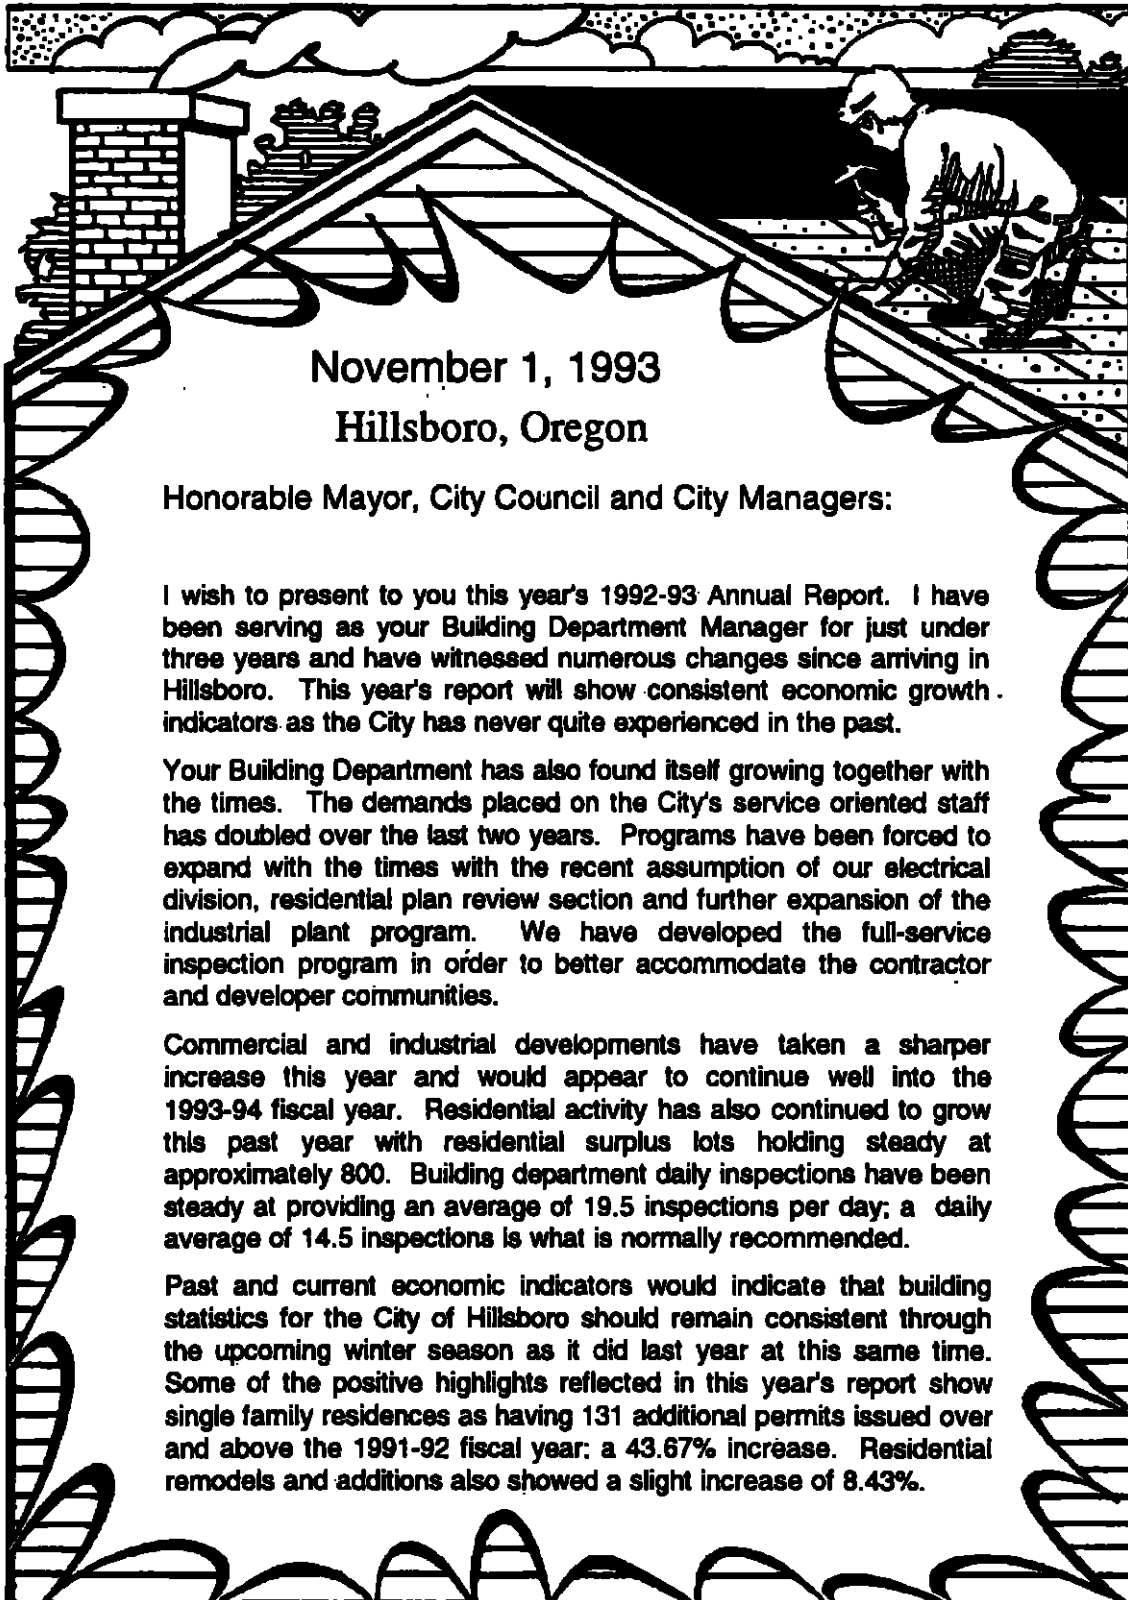 November 1, 1993
Hillsboro, Oregon
Honorable Mayor, City Council and City Managers:
I wish to present to you this year's 1992-93 Annual Report. I have
been serving as your Building Department Manager for just under
three years and have witnessed numerous changes since arriving in
Hillsboro. This year's report will show consistent economic growth
indicators as the City has never quite experienced in the past.
Your Building Department has also found itself growing together with
the times. The demands placed on the City's service oriented staff
has doubled over the last two years. Programs have been forced to
expand with the times with the recent assumption of our electrical
division, residential plan review section and further expansion of the
industrial plant program. We have developed the full-service
inspection program in order to better accommodate the contractor
and developer communities.
Commercial and industrial developments have taken a sharper
increase this year and would appear to continue well into the
1993-94 fiscal year. Residential activity has also continued to grow
this past year with residential surplus lots holding steady at
approximately 800. Building department daily inspections have been
steady at providing an average of 19.5 inspections per day; a daily
average of 14.5 inspections is what is normally recommended.
Past and current economic indicators would indicate that building
statistics for the City of Hillsboro should remain consistent through
the upcoming winter season as it did last year at this same time.
Some of the positive highlights reflected in this year's report show
single family residences as having 131 additional permits issued over
and above the 1991-92 fiscal year: a 43.67% increase. Residential
remodels and additions also showed a slight increase of 8.43%.